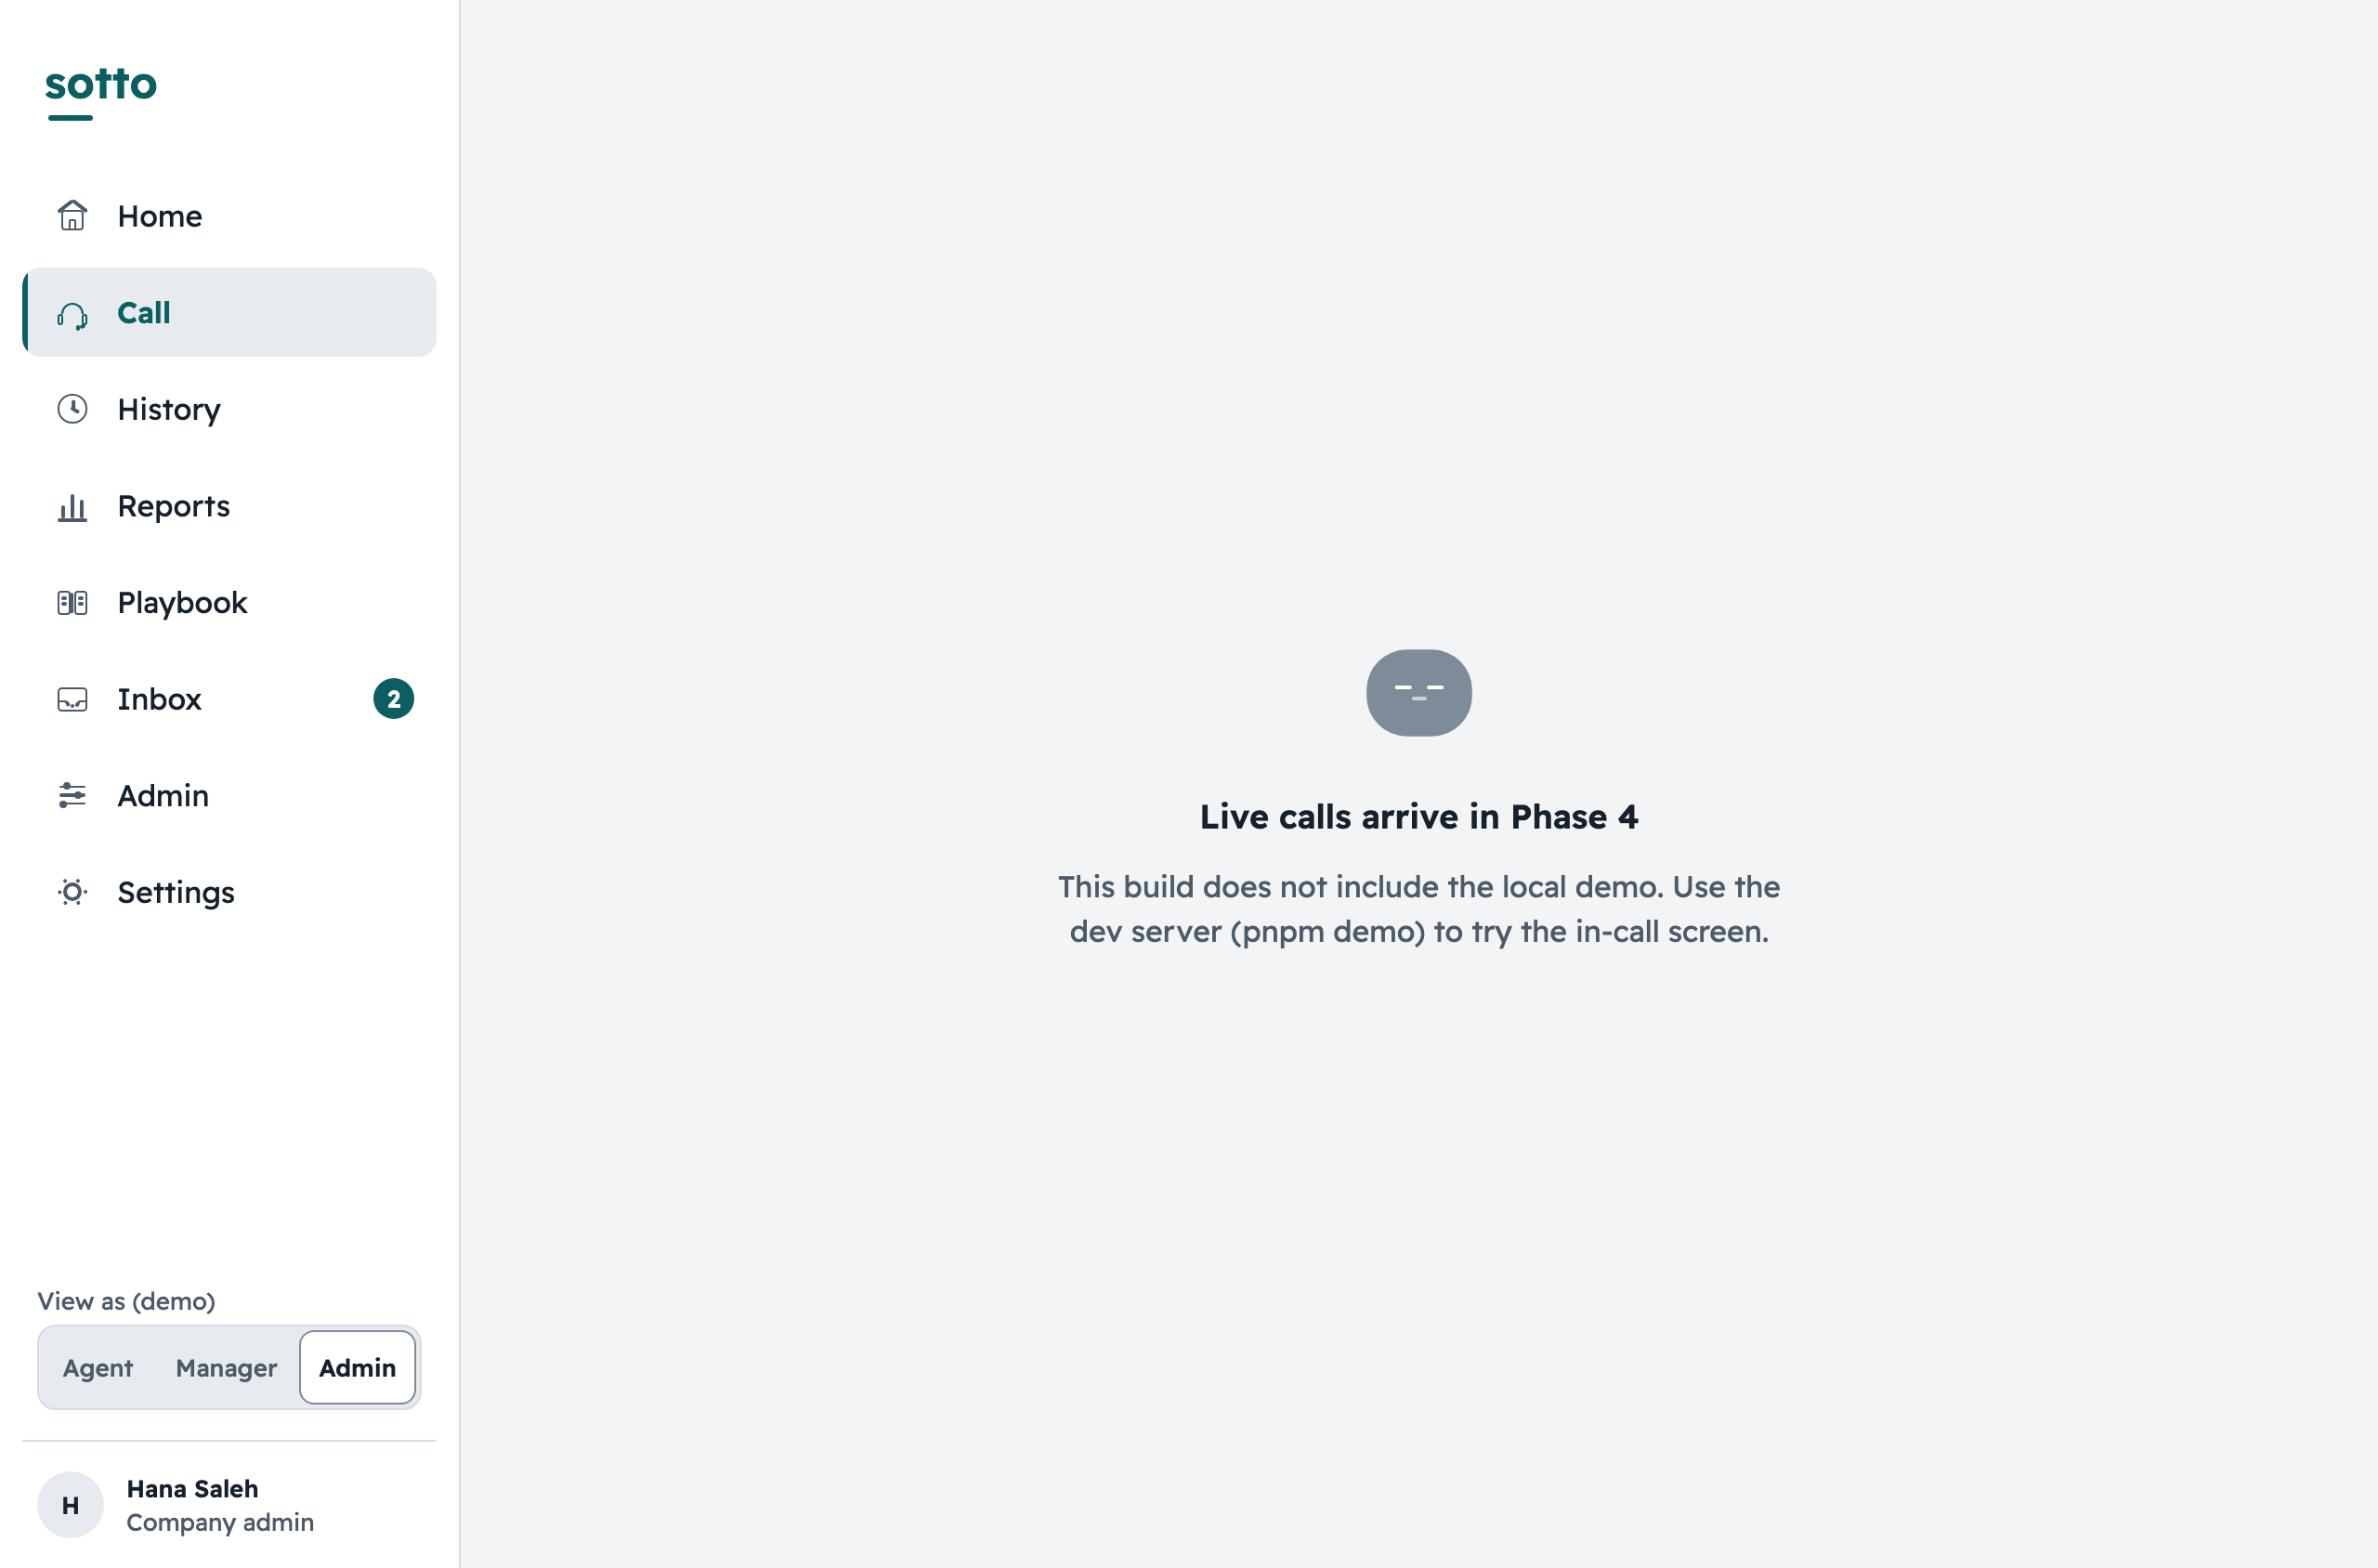 sotto
Home
Call
History
Reports
Playbook
Inbox 2
Admin
Settings
Live calls arrive in Phase 4
This build does not include the local demo. Use the
dev server (pnpm demo) to try the in-call screen.
View as (demo)
Agent Manager Admin
H
Hana Saleh
Company admin